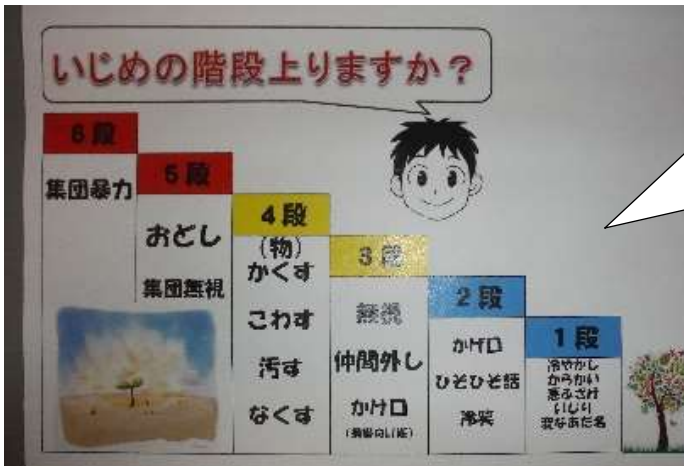 いじめの階段上りますか？
6段
集団暴力
5段
おどし
集団無視
4段
(物)
かくす
こわす
汚す
なくす
3段
無視
仲間外し
かげ口
2段
かげ口
ひそひそ話
冷笑
1段
冷やかし
からかい
悪ふざけ
いじり
変なあだ名